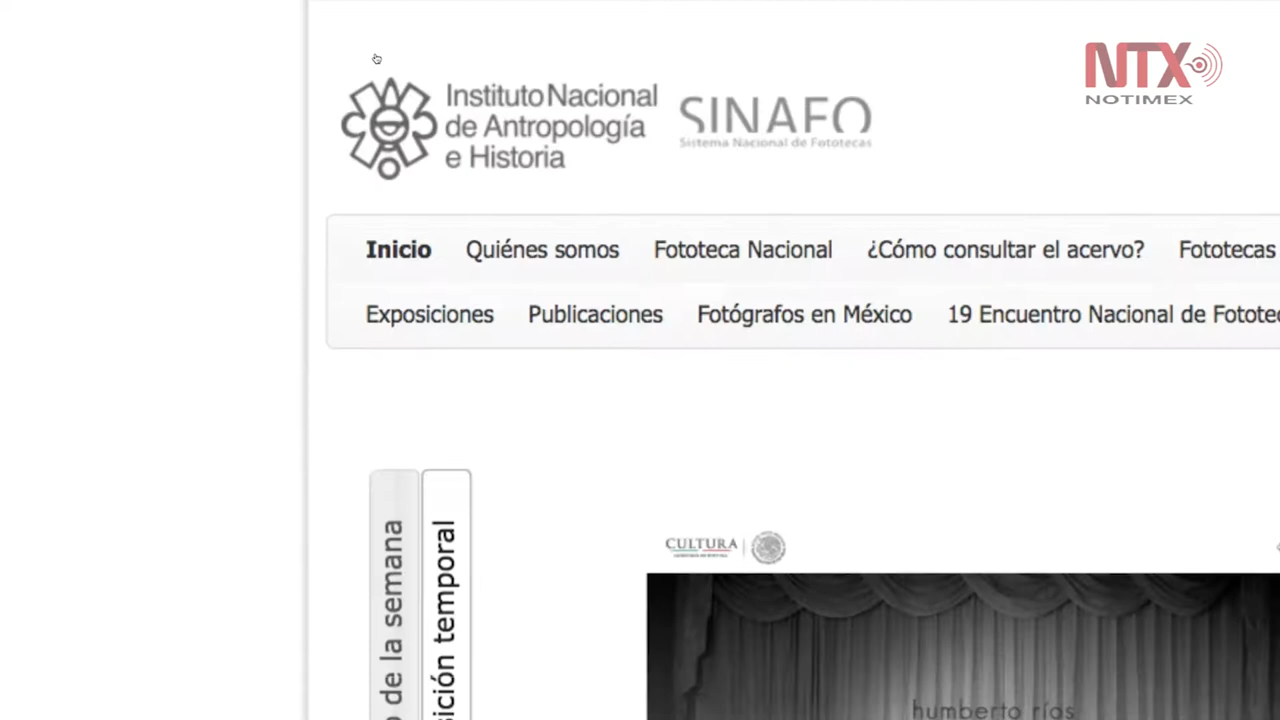 NTX
NOTIMEX
Instituto Nacional
de Antropología
e Historia
SINAFO
Sistema Nacional de Fototecas
Inicio Quiénes somos Fototeca Nacional ¿Cómo consultar el acervo? Fototecas
Exposiciones Publicaciones Fotógrafos en México 19 Encuentro Nacional de Fotote
de la semana
sición temporal
CULTURA
humberto ríos